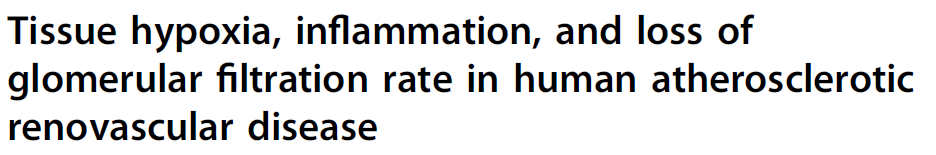 Tissue hypoxia, inflammation, and loss of
glomerular filtration rate in human atherosclerotic
renovascular disease